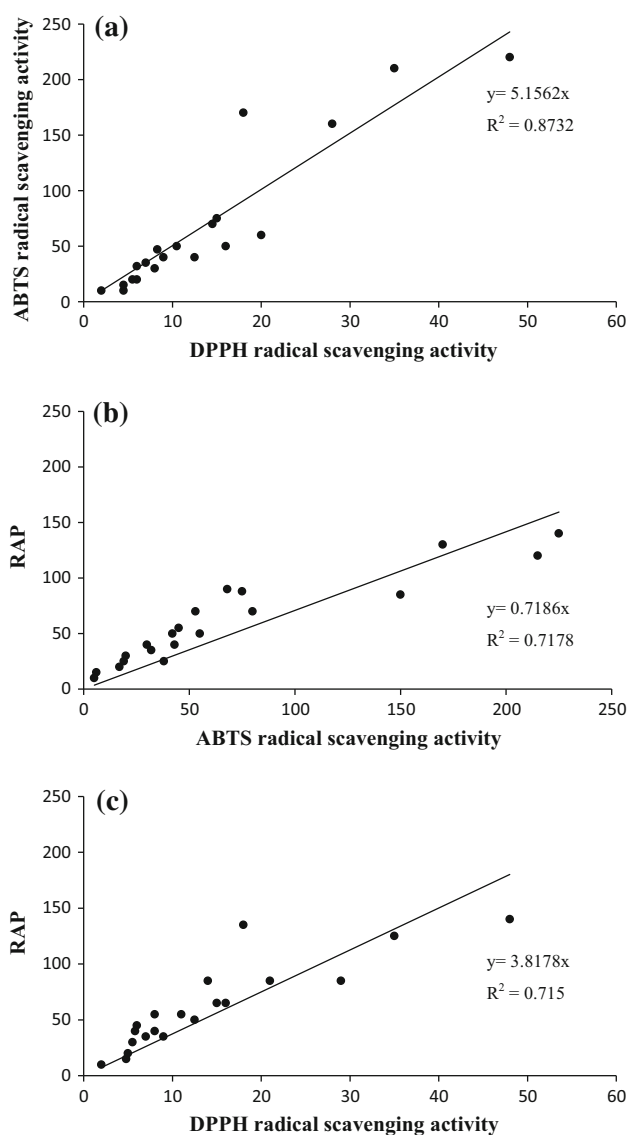 (a)
ABTS radical scavenging activity
250
200
150
100
50
0
y= 5.1562x
R² = 0.8732
0 10 20 30 40 50 60
DPPH radical scavenging activity
(b)
RAP
250
200
150
100
50
0
y= 0.7186x
R² = 0.7178
0 50 100 150 200 250
ABTS radical scavenging activity
(c)
RAP
250
200
150
100
50
0
y= 3.8178x
R² = 0.715
0 10 20 30 40 50 60
DPPH radical scavenging activity